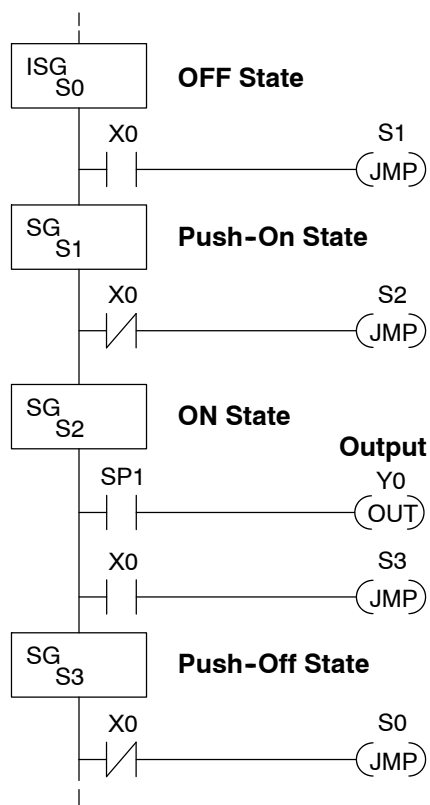 ISG
S0
OFF State
X0
S1
JMP
SG
S1
Push-On State
X0
S2
JMP
SG
S2
ON State
Output
SP1
Y0
OUT
X0
S3
JMP
SG
S3
Push-Off State
X0
S0
JMP